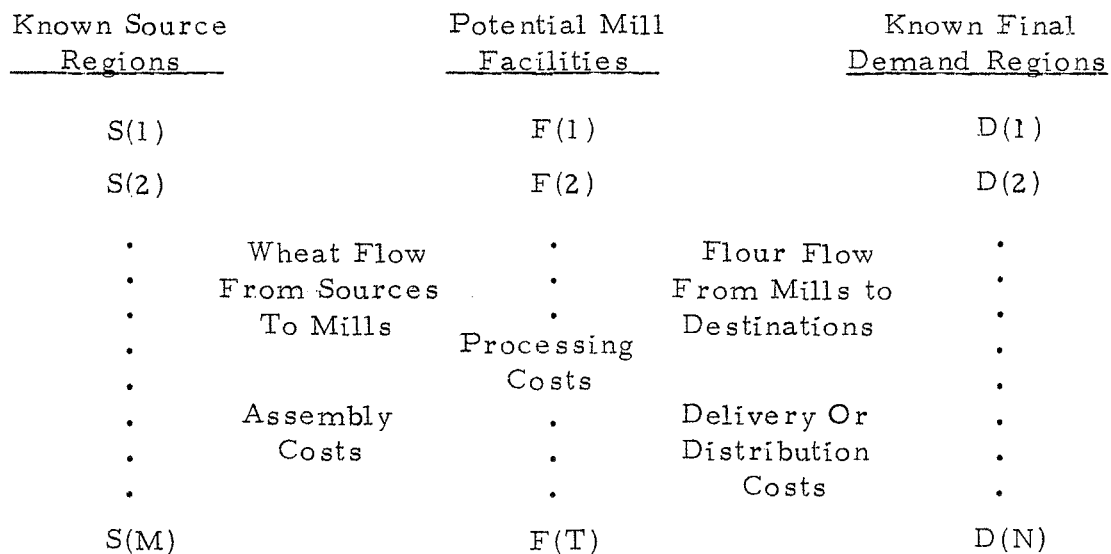 Known Source Potential Mill Known Final
Regions Facilities Demand Regions
S(1) F(1) D(1)
S(2) F(2) D(2)
Wheat Flow Flour Flow
From Sources From Mills to
To Mills Destinations
Processing
Costs
Assembly Delivery Or
Costs Distribution
Costs
S(M) F(T) D(N)